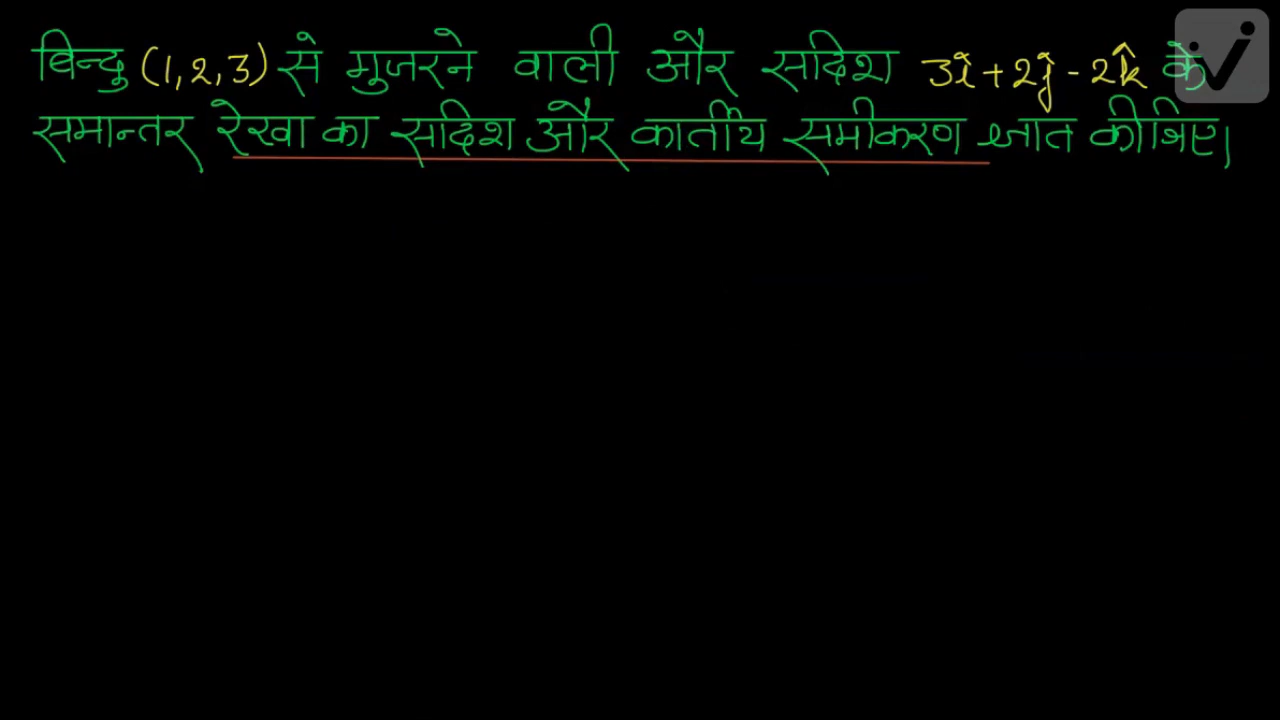 बिन्दु (1,2,3) से गुजरने वाली और सदिश 3î + 2ĵ - 2k̂ के
समान्तर रेखा का सदिश और कार्तीय समीकरण ज्ञात कीजिए।